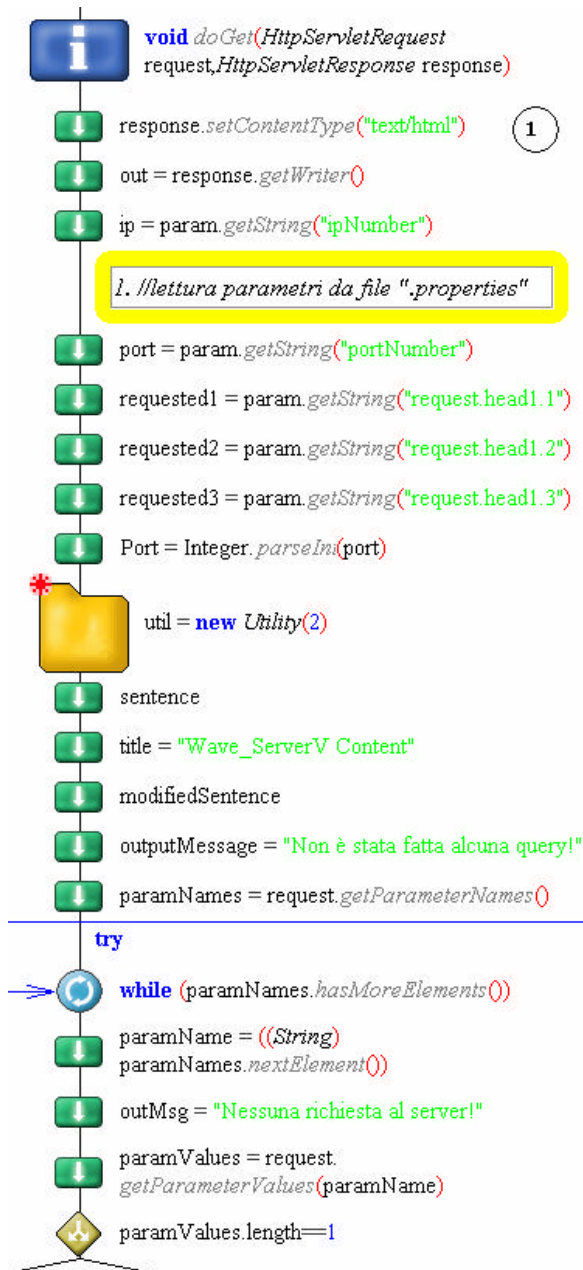 void doGet(HttpServletRequest
request,HttpServletResponse response)
response.setContentType("text/html")
1
out = response.getWriter()
ip = param.getString("ipNumber")
1. //lettura parametri da file ".properties"
port = param.getString("portNumber")
requested1 = param.getString("request.head1.1")
requested2 = param.getString("request.head1.2")
requested3 = param.getString("request.head1.3")
Port = Integer.parseInt(port)
util = new Utility(2)
sentence
title = "Wave_ServerV Content"
modifiedSentence
outputMessage = "Non è stata fatta alcuna query!"
paramNames = request.getParameterNames()
try
while (paramNames.hasMoreElements())
paramName = ((String)
paramNames.nextElement())
outMsg = "Nessuna richiesta al server!"
paramValues = request.
getParameterValues(paramName)
paramValues.length==1